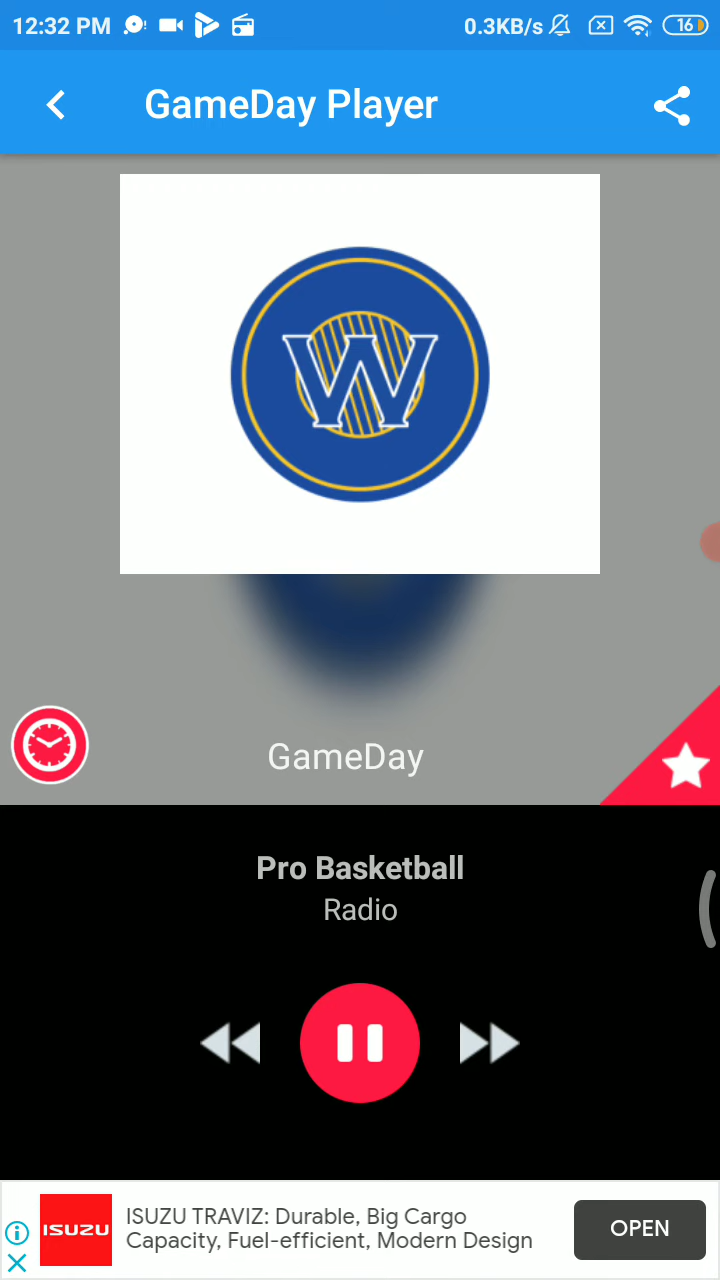 12:32 PM
0.3KB/s
16
GameDay Player
W
GameDay
Pro Basketball
Radio
ISUZU
ISUZU TRAVIZ: Durable, Big Cargo
Capacity, Fuel-efficient, Modern Design
OPEN